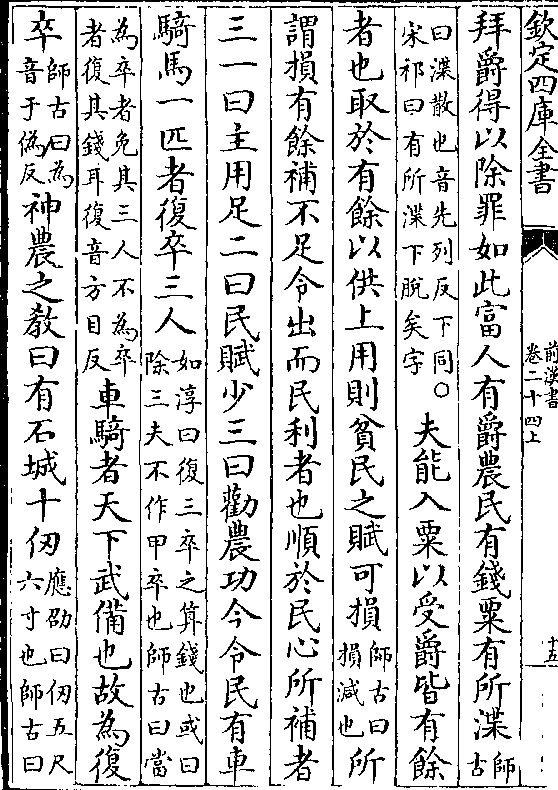 欽定四庫全書
前漢書
卷二十四上
十五
拜爵得以除罪如此富人有爵農民有錢粟有所渫師古
曰渫散也音先列反下同○宋祁曰有所渫下脫矣字夫能入粟以受爵皆有餘
者也取於有餘以供上用則貧民之賦可損師古曰損減也所
謂損有餘補不足令出而民利者也順於民心所補者
三一曰主用足二曰民賦少三曰勸農功今令民有車
騎馬一匹者復卒三人如淳曰復三卒之算錢也或曰除三夫不作甲卒也師古曰當
為卒者免其三人不為卒者復其錢耳復音方目反車騎者天下武備也故為復
卒師古曰為音于偽反神農之敎曰有石城十仞應劭曰仞五尺六寸也師古曰